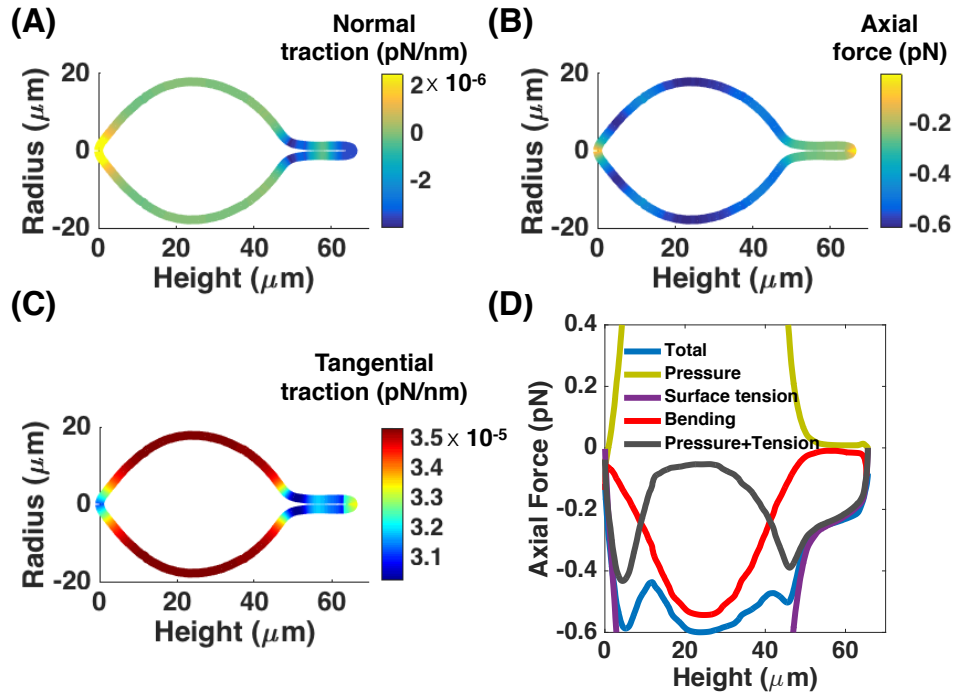 (A)
Normal
traction (pN/nm)
2 × 10⁻⁶
0
-2
20
0
-20
Radius (μm)
0 20 40 60
Height (μm)
(B)
Axial
force (pN)
-0.2
-0.4
-0.6
20
0
-20
Radius (μm)
0 20 40 60
Height (μm)
(C)
Tangential
traction (pN/nm)
3.5 × 10⁻⁵
3.4
3.3
3.2
3.1
20
0
-20
Radius (μm)
0 20 40 60
Height (μm)
(D)
0.4
0.2
0
-0.2
-0.4
-0.6
Axial Force (pN)
Total
Pressure
Surface tension
Bending
Pressure+Tension
0 20 40 60
Height (μm)